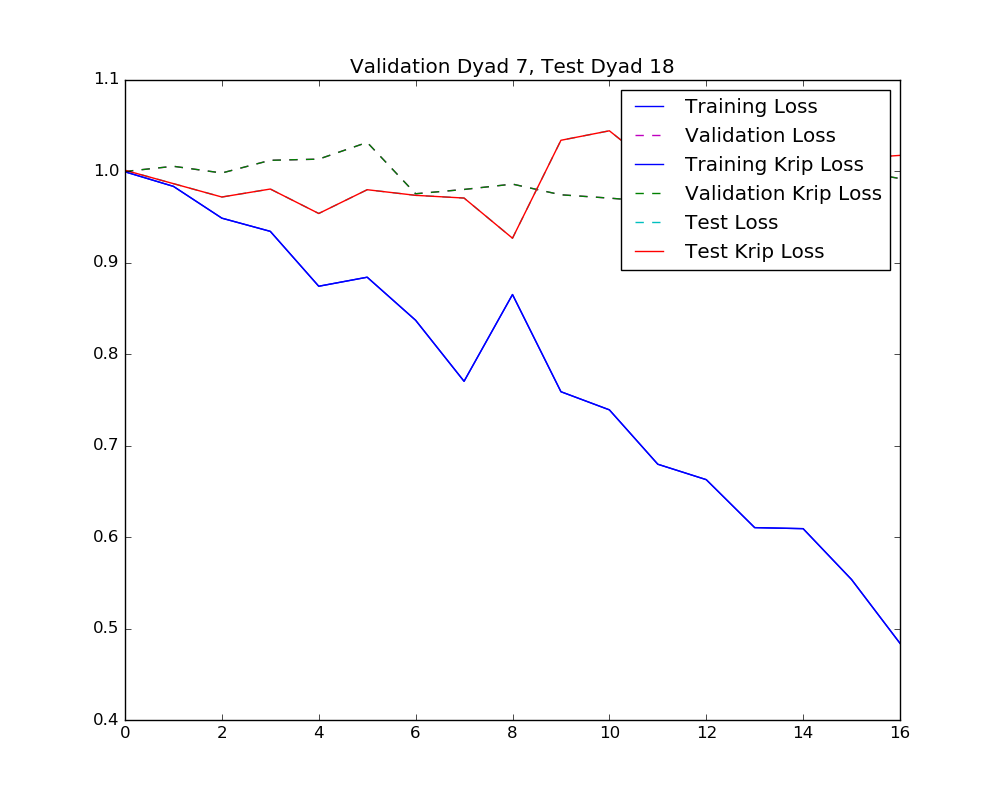 Validation Dyad 7, Test Dyad 18
1.1
1.0
0.9
0.8
0.7
0.6
0.5
0.4
Training Loss
Validation Loss
Training Krip Loss
Validation Krip Loss
Test Loss
Test Krip Loss
0 2 4 6 8 10 12 14 16